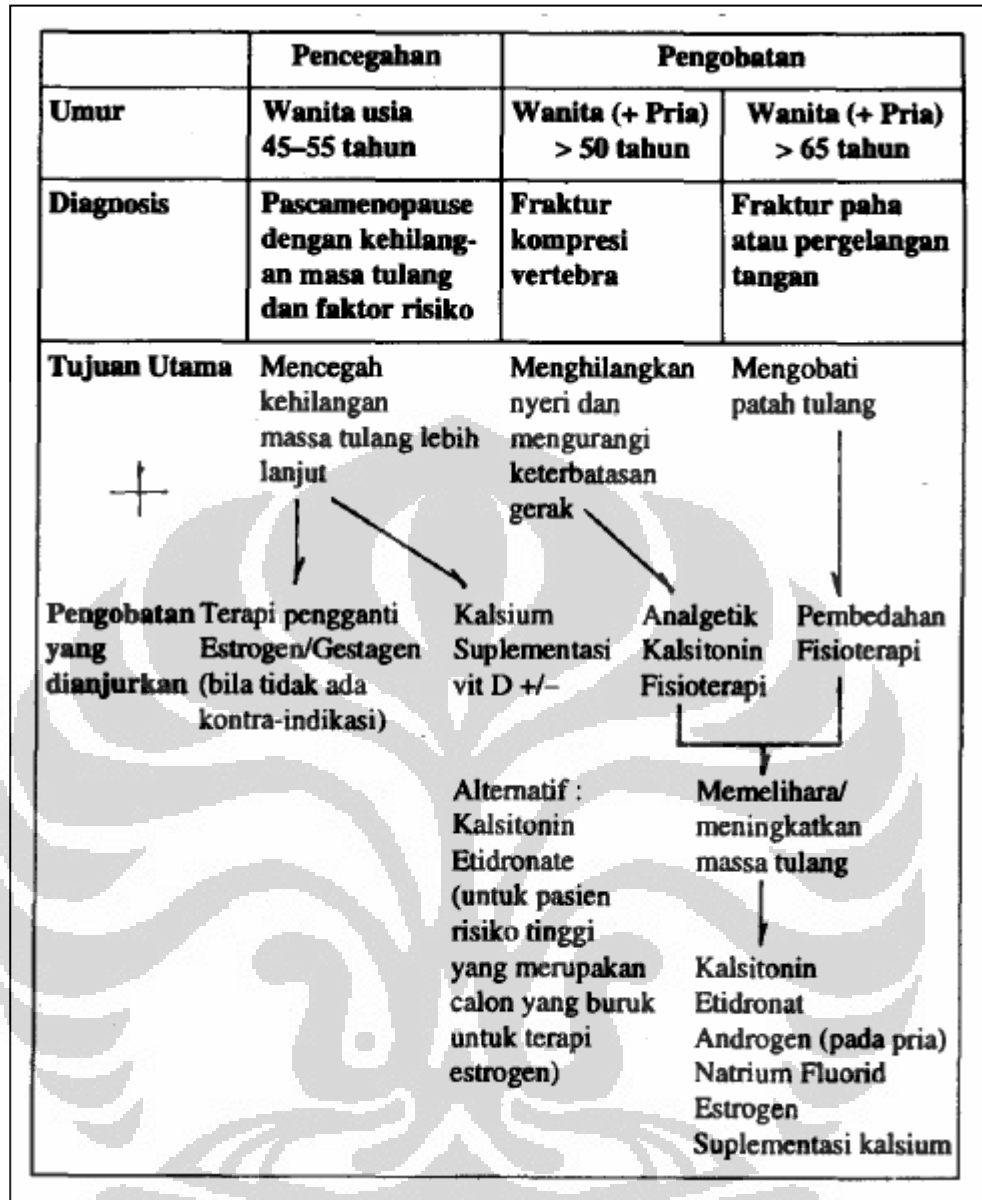 Pencegahan Pengobatan
Umur
Wanita usia
45–55 tahun
Wanita (+ Pria)
> 50 tahun
Wanita (+ Pria)
> 65 tahun
Diagnosis
Pascamenopause
dengan kehilang-
an masa tulang
dan faktor risiko
Fraktur
kompresi
vertebra
Fraktur paha
atau pergelangan
tangan
Tujuan Utama
Mencegah
kehilangan
massa tulang lebih
lanjut
Menghilangkan
nyeri dan
mengurangi
keterbatasan
gerak
Mengobati
patah tulang
Pengobatan
yang
dianjurkan
Terapi pengganti
Estrogen/Gestagen
(bila tidak ada
kontra-indikasi)
Kalsium
Suplementasi
vit D +/–
Analgetik
Kalsitonin
Fisioterapi
Pembedahan
Fisioterapi
Alternatif :
Kalsitonin
Etidronate
(untuk pasien
risiko tinggi
yang merupakan
calon yang buruk
untuk terapi
estrogen)
Memelihara/
meningkatkan
massa tulang
Kalsitonin
Etidronat
Androgen (pada pria)
Natrium Fluorid
Estrogen
Suplementasi kalsium